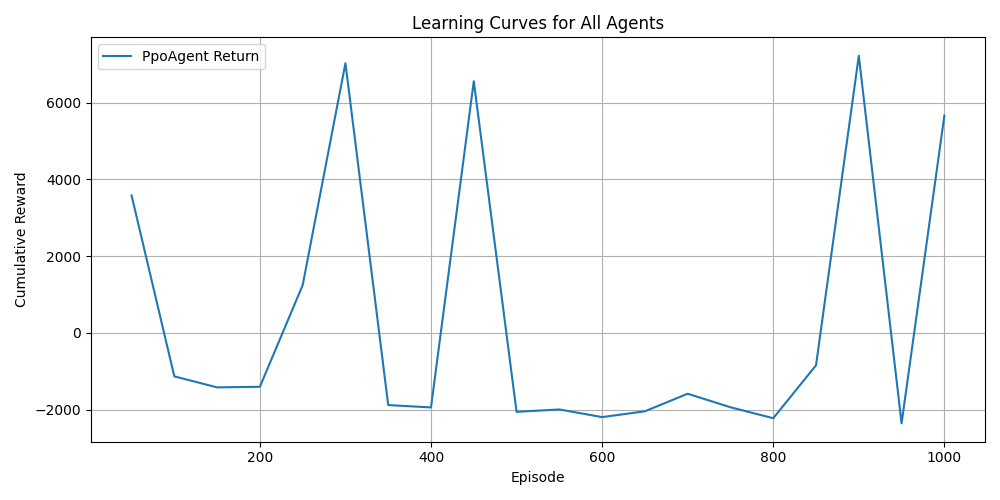 Learning Curves for All Agents
PpoAgent Return
Cumulative Reward
6000
4000
2000
0
−2000
200
400
600
800
1000
Episode